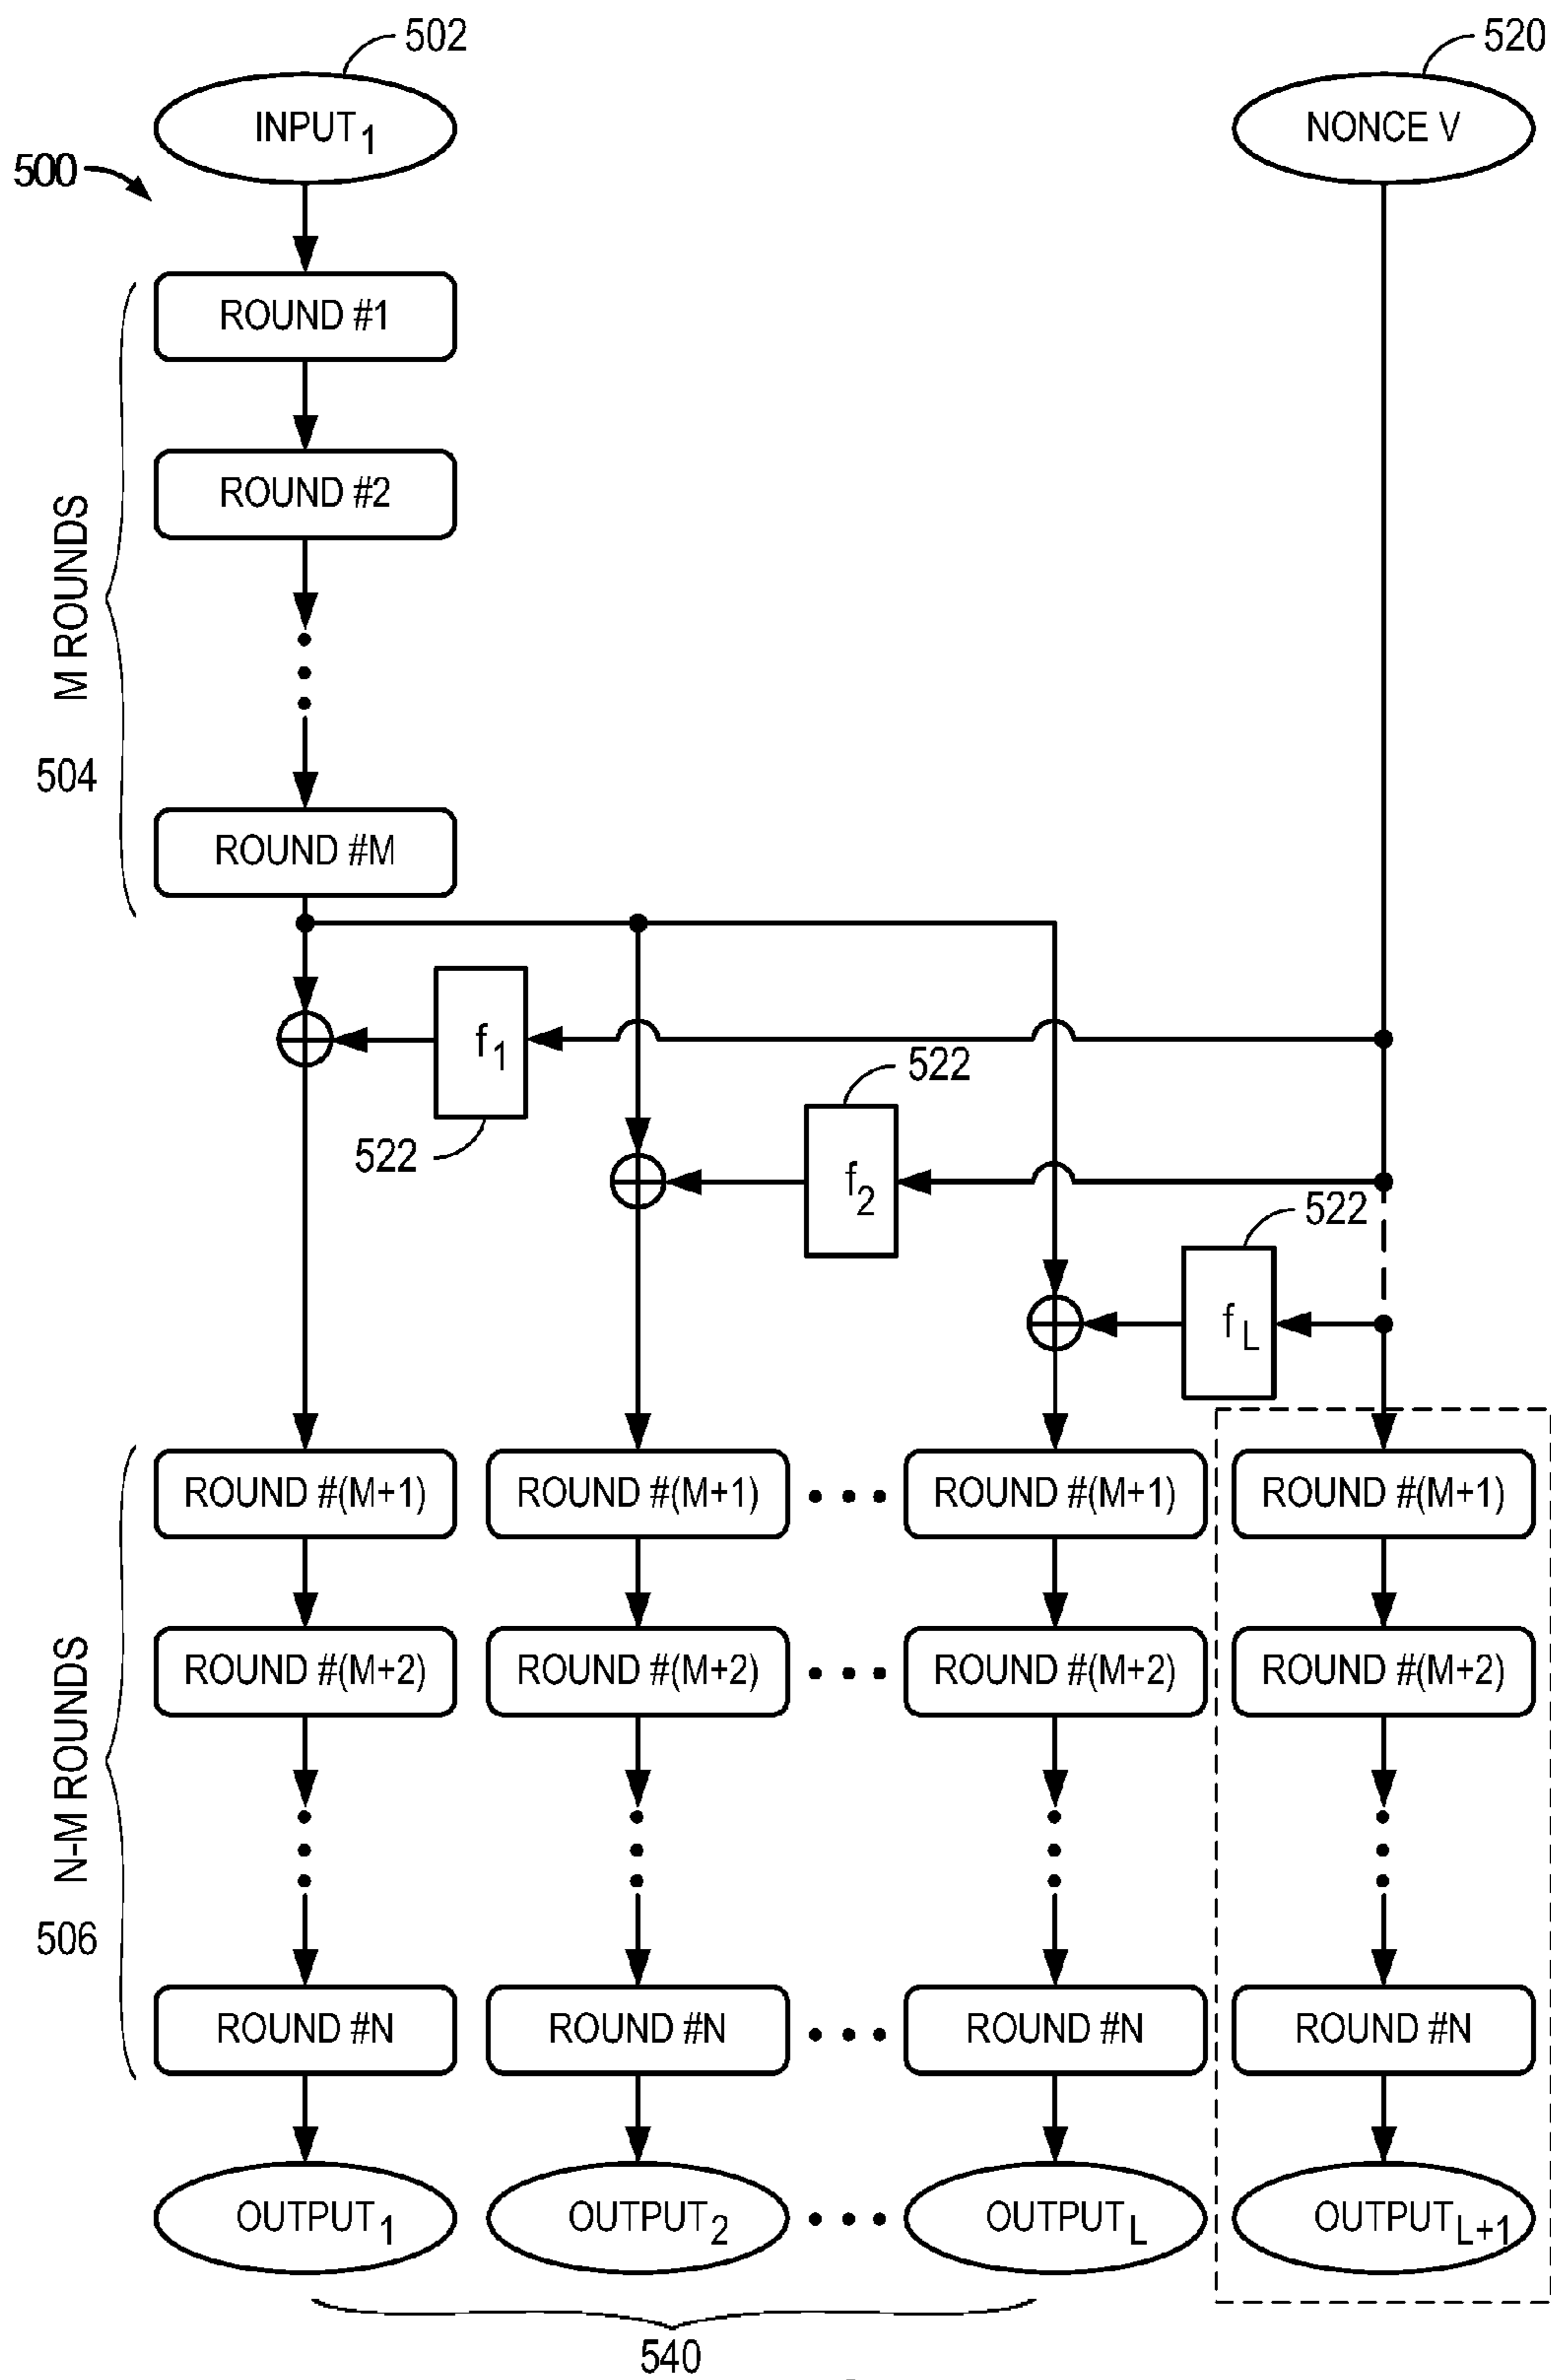 502
520
INPUT1
NONCE V
500
ROUND #1
ROUND #2
M ROUNDS
504
ROUND #M
f1
522
522
f2
522
fL
ROUND #(M+1) ROUND #(M+1) ROUND #(M+1) ROUND #(M+1)
ROUND #(M+2) ROUND #(M+2) ROUND #(M+2) ROUND #(M+2)
N-M ROUNDS
506
ROUND #N ROUND #N ROUND #N ROUND #N
OUTPUT1 OUTPUT2 OUTPUTL OUTPUTL+1
540